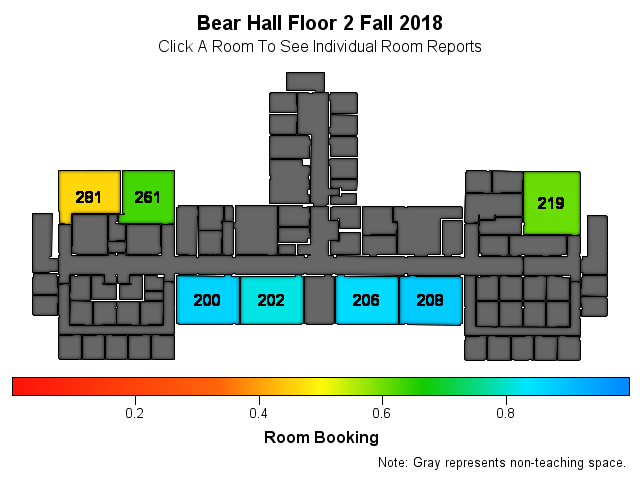 Bear Hall Floor 2 Fall 2018
Click A Room To See Individual Room Reports
281 261 219
200 202 206 208
0.2 0.4 0.6 0.8
Room Booking
Note: Gray represents non-teaching space.